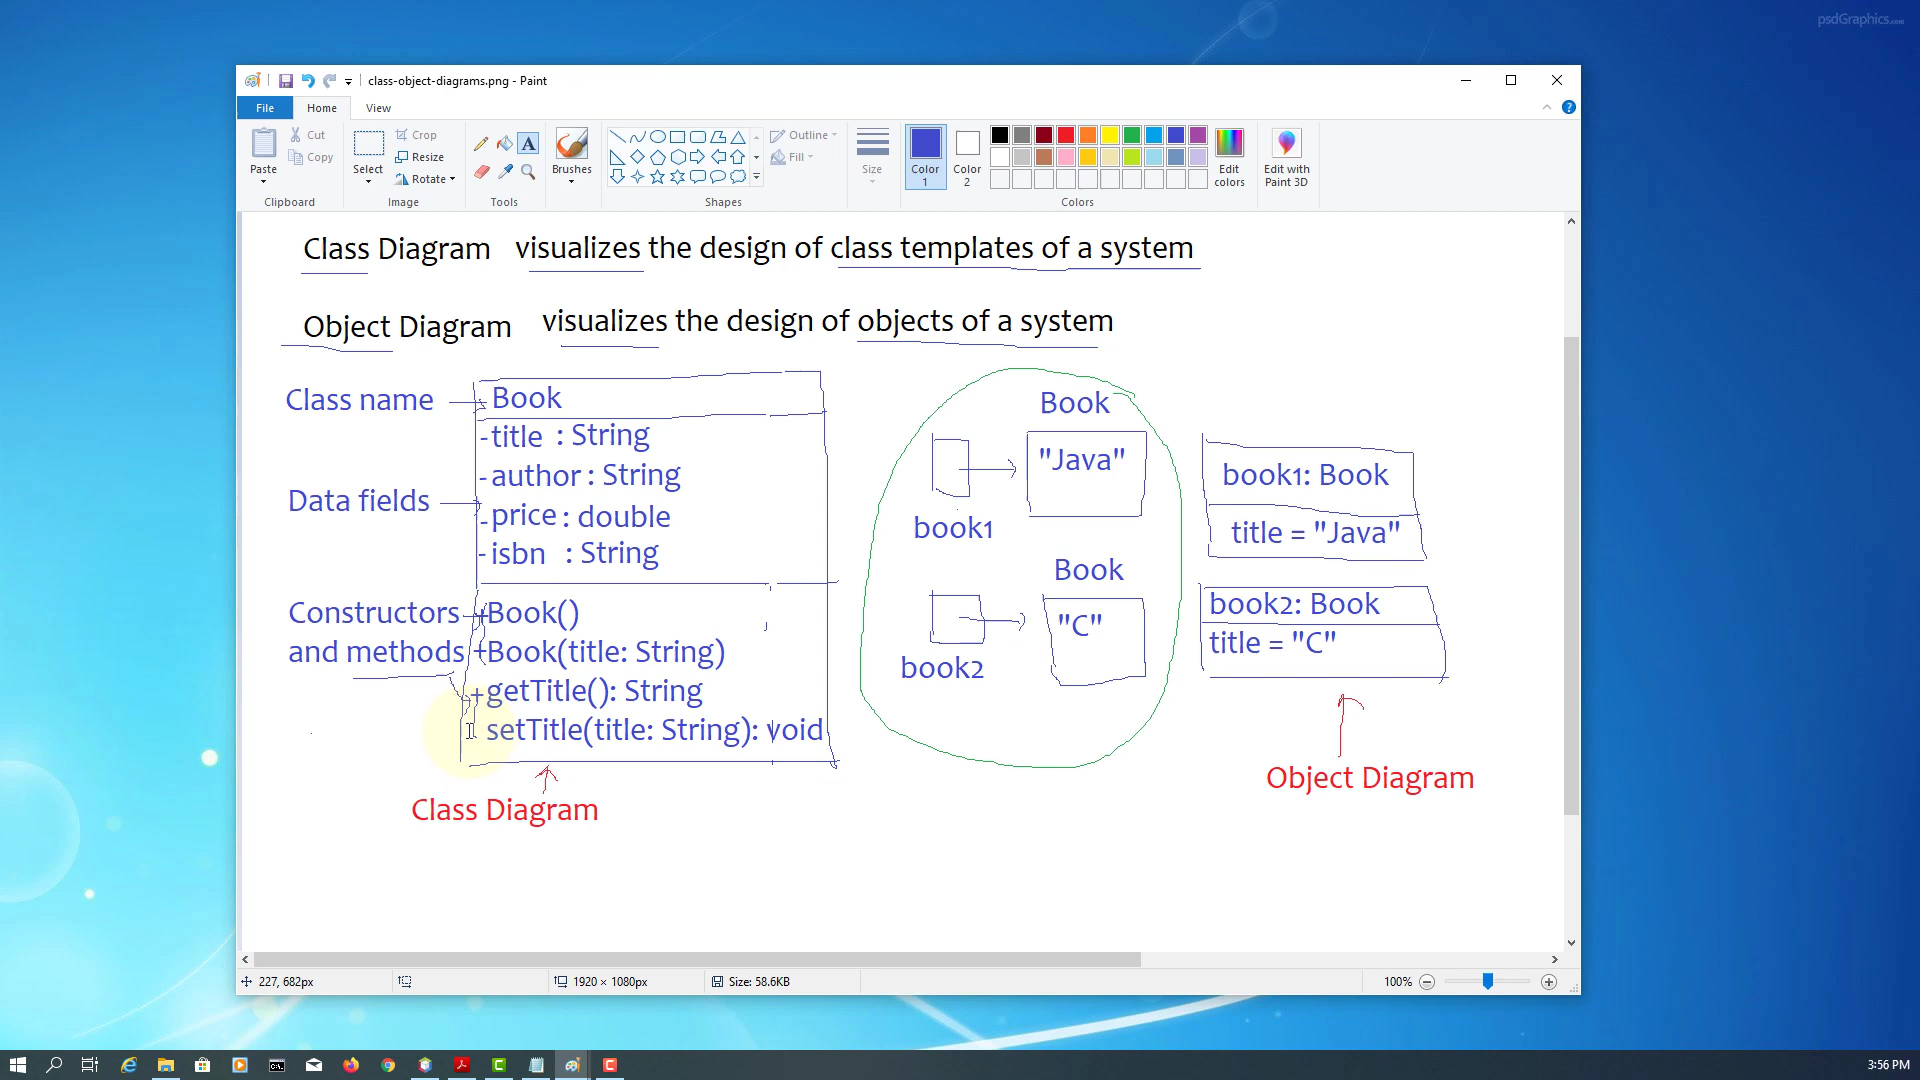 psdGraphics.com
class-object-diagrams.png - Paint
File Home View
Paste
Cut
Copy
Clipboard
Select
Crop
Resize
Rotate
Image
Tools
Brushes
Shapes
Outline
Fill
Size
Color 1
Color 2
Colors
Edit colors
Edit with Paint 3D
Class Diagram visualizes the design of class templates of a system
Object Diagram visualizes the design of objects of a system
Class name
Book
Data fields
-title : String
-author : String
-price : double
-isbn : String
Constructors and methods
+Book()
+Book(title: String)
+getTitle(): String
setTitle(title: String): void
Class Diagram
Book
"Java"
book1
Book
"C"
book2
book1: Book
title = "Java"
book2: Book
title = "C"
Object Diagram
227, 682px
1920 × 1080px
Size: 58.6KB
100%
3:56 PM